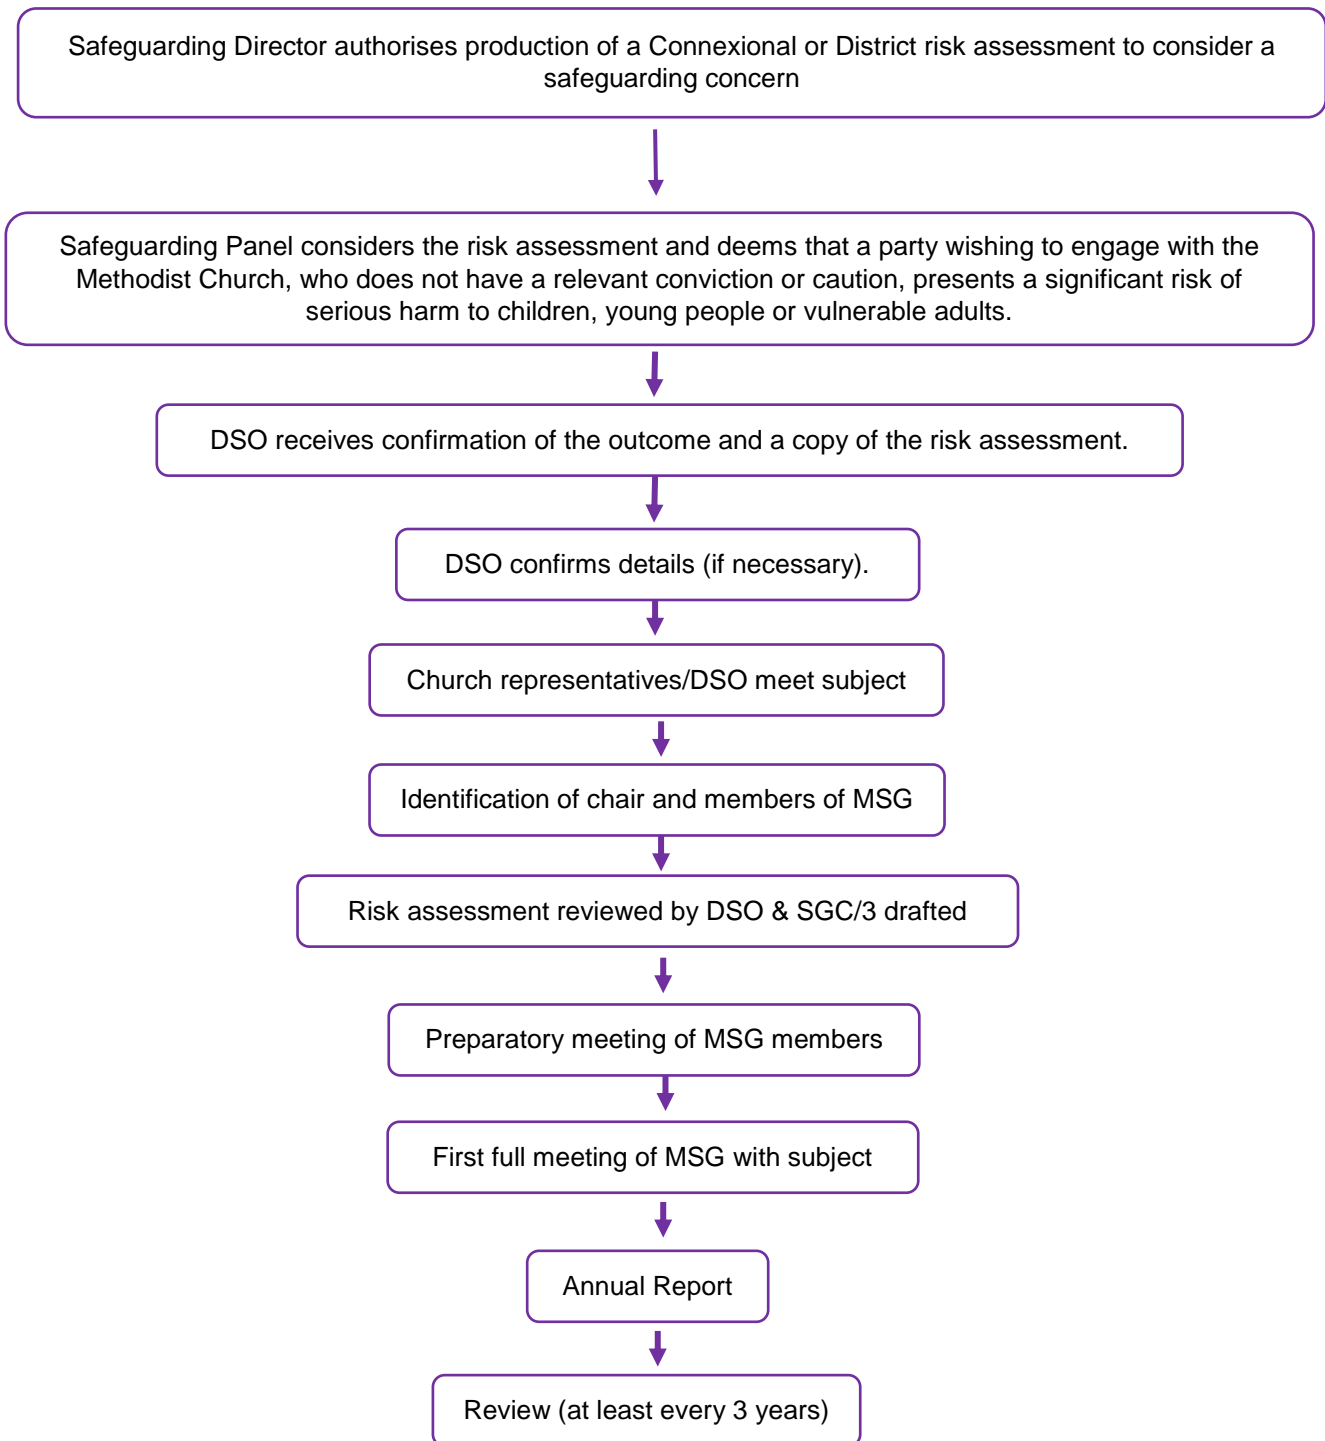 Safeguarding Director authorises production of a Connexional or District risk assessment to consider a
safeguarding concern
Safeguarding Panel considers the risk assessment and deems that a party wishing to engage with the
Methodist Church, who does not have a relevant conviction or caution, presents a significant risk of
serious harm to children, young people or vulnerable adults.
DSO receives confirmation of the outcome and a copy of the risk assessment.
DSO confirms details (if necessary).
Church representatives/DSO meet subject
Identification of chair and members of MSG
Risk assessment reviewed by DSO & SGC/3 drafted
Preparatory meeting of MSG members
First full meeting of MSG with subject
Annual Report
Review (at least every 3 years)